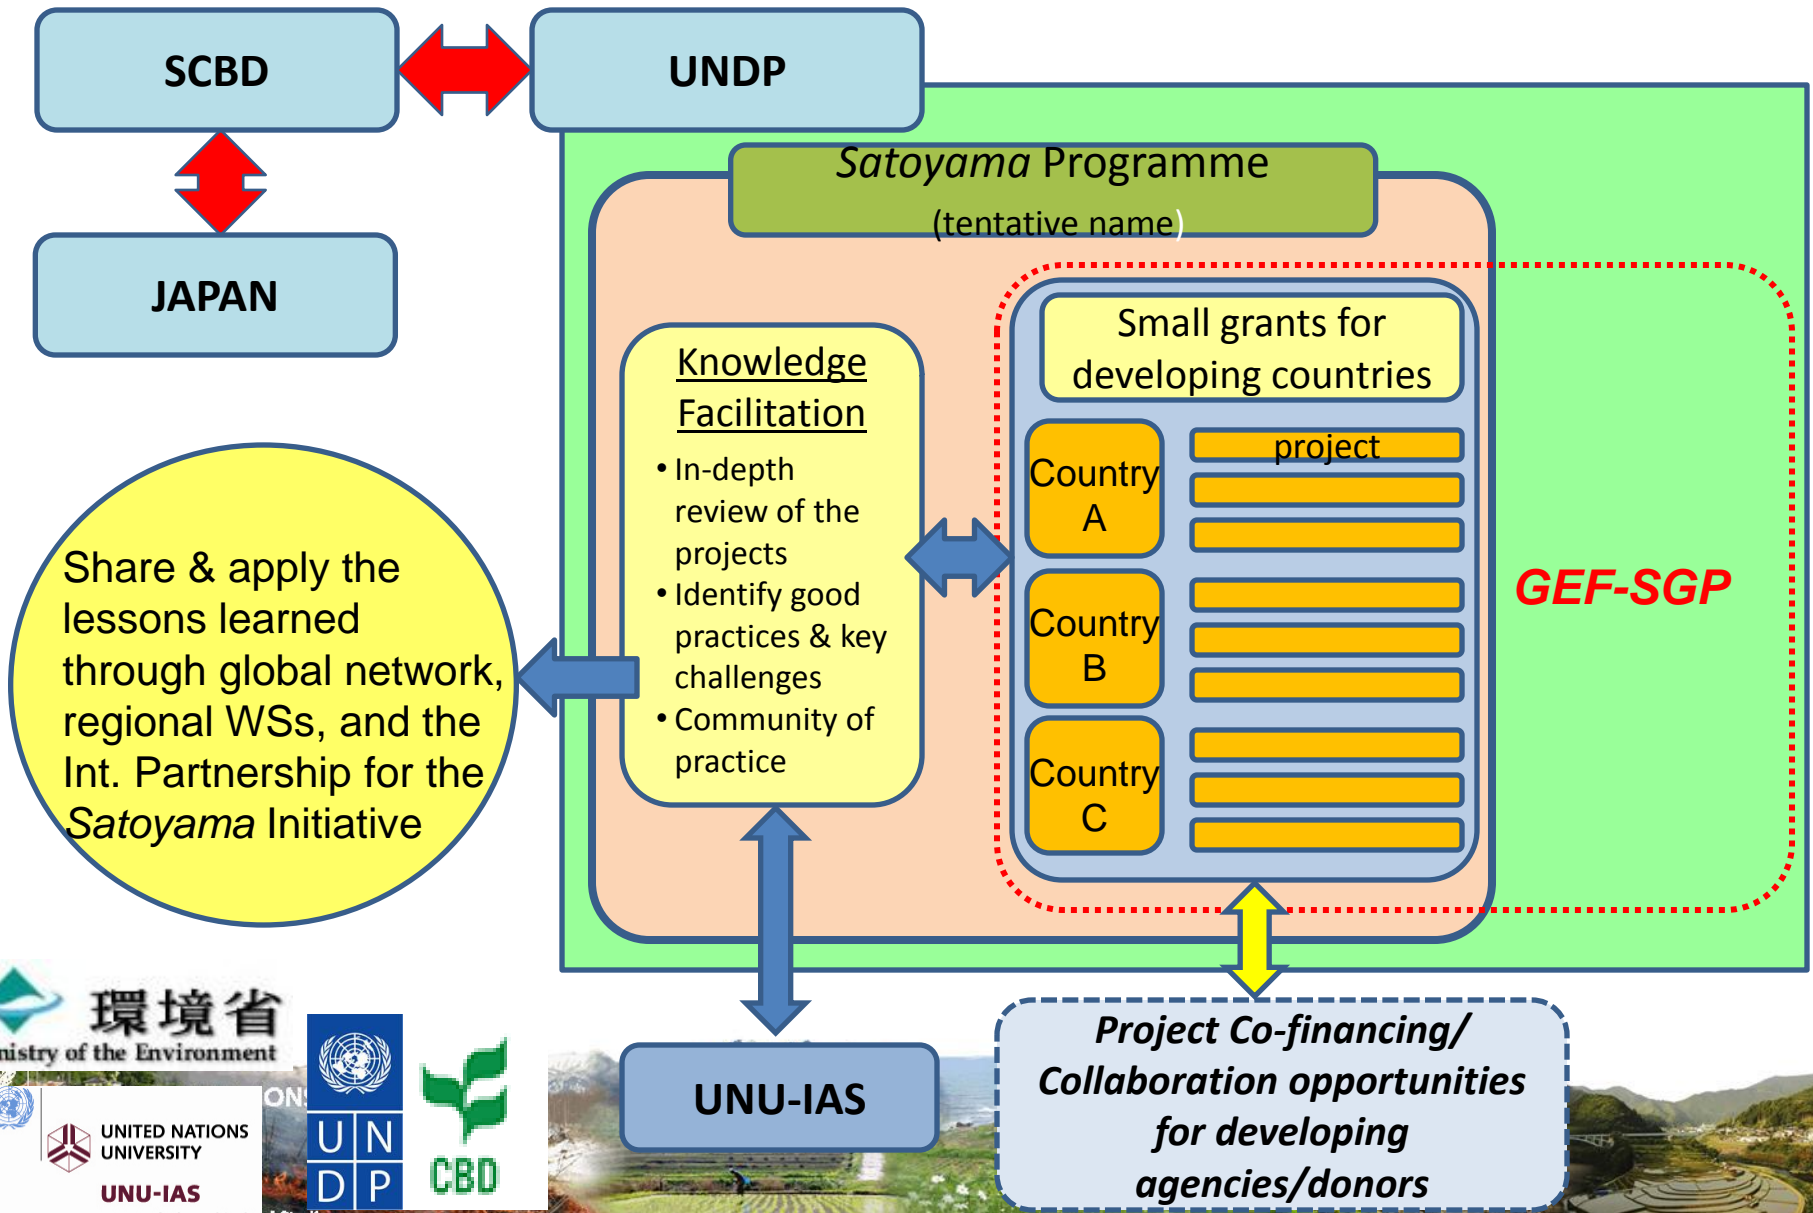 SCBD
UNDP
JAPAN
Satoyama Programme
(tentative name)
Knowledge
Facilitation
• In-depth
review of the
projects
• Identify good
practices & key
challenges
• Community of
practice
Small grants for
developing countries
Country
A
project
Country
B
Country
C
GEF-SGP
Share & apply the
lessons learned
through global network,
regional WSs, and the
Int. Partnership for the
Satoyama Initiative
UNU-IAS
Project Co-financing/
Collaboration opportunities
for developing
agencies/donors
環境省
nistry of the Environment
UNITED NATIONS
UNIVERSITY
UNU-IAS
U N
D P
CBD